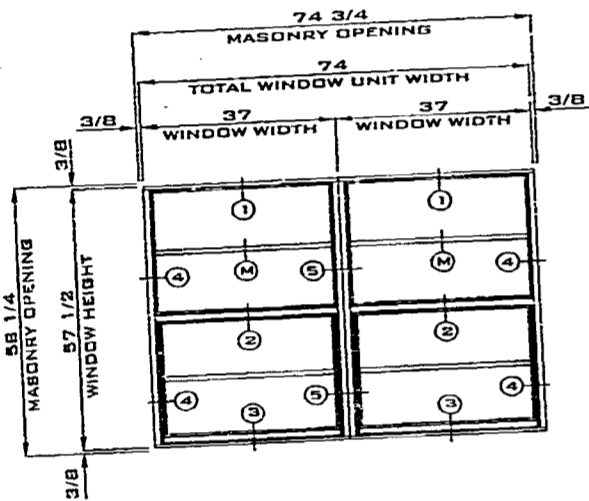 74 3/4
MASONRY OPENING
74
TOTAL WINDOW UNIT WIDTH
3/8
37
37
3/8
WINDOW WIDTH
WINDOW WIDTH
3/8
58 1/4
MASONRY OPENING
57 1/2
WINDOW HEIGHT
1
1
4
M
5
M
4
2
2
4
3
5
3
4
3/8